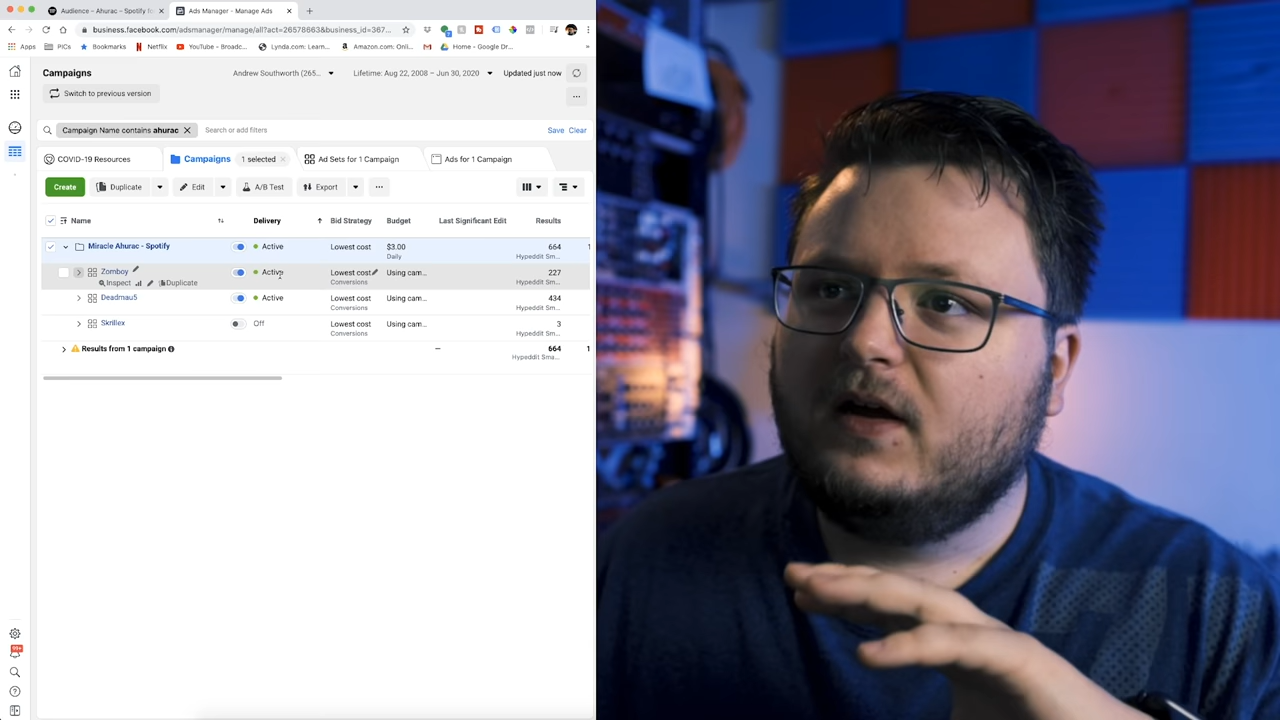 Audience – Ahurac – Spotify fo
Ads Manager - Manage Ads
business.facebook.com/adsmanager/manage/all?act=26578663&business_id=367...
Apps
PICs
Bookmarks
Netflix
YouTube – Broadc...
Lynda.com: Learn...
Amazon.com: Onli...
Home - Google Dr...
Campaigns
Andrew Southworth (265...
Lifetime: Aug 22, 2008 – Jun 30, 2020
Updated just now
Switch to previous version
Campaign Name contains ahurac
Search or add filters
Save
Clear
COVID-19 Resources
Campaigns
1 selected
Ad Sets for 1 Campaign
Ads for 1 Campaign
Create
Duplicate
Edit
A/B Test
Export
Name
Delivery
Bid Strategy
Budget
Last Significant Edit
Results
Miracle Ahurac - Spotify
Active
Lowest cost
$3.00
664
1
Daily
Hypeddit Sm...
Zomboy
Active
Lowest cost
Using cam...
227
Inspect
Duplicate
Conversions
Hypeddit Sm...
Deadmau5
Active
Lowest cost
Using cam...
434
Conversions
Hypeddit Sm...
Skrillex
Off
Lowest cost
Using cam...
3
Conversions
Hypeddit Sm...
Results from 1 campaign
—
664
1
Hypeddit Sma...
99+